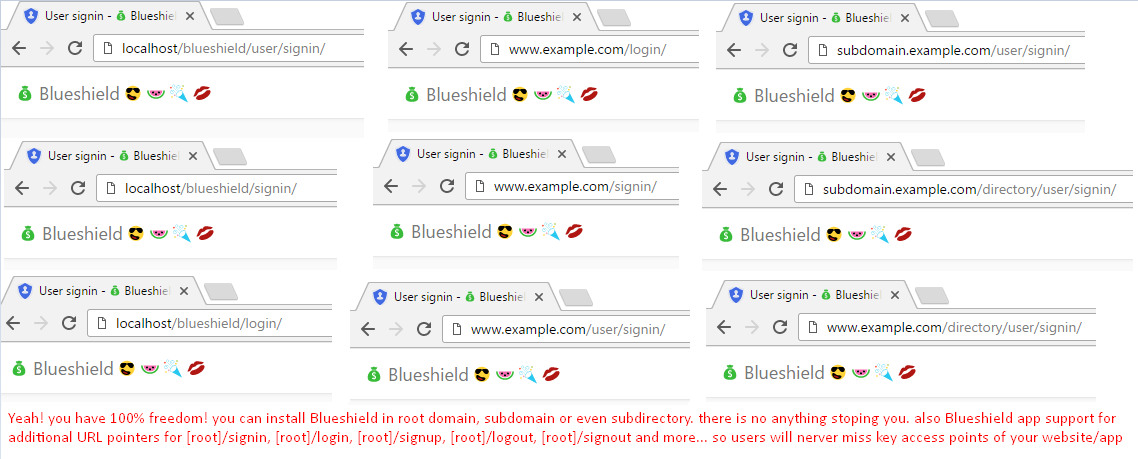 User signin - Blueshiel
localhost/blueshield/user/signin/
Blueshield
User signin - Blueshiel
www.example.com/login/
Blueshield
User signin - Blueshiel
subdomain.example.com/user/signin/
Blueshield
User signin - Blueshiel
localhost/blueshield/signin/
Blueshield
User signin - Blueshiel
www.example.com/signin/
Blueshield
User signin - Blueshiel
subdomain.example.com/directory/user/signin/
Blueshield
User signin - Blueshiel
localhost/blueshield/login/
Blueshield
User signin - Blueshiel
www.example.com/user/signin/
Blueshield
User signin - Blueshiel
www.example.com/directory/user/signin/
Blueshield
Yeah! you have 100% freedom! you can install Blueshield in root domain, subdomain or even subdirectory. there is no anything stoping you. also Blueshield app support for
additional URL pointers for [root]/signin, [root]/login, [root]/signup, [root]/logout, [root]/signout and more... so users will nerver miss key access points of your website/app